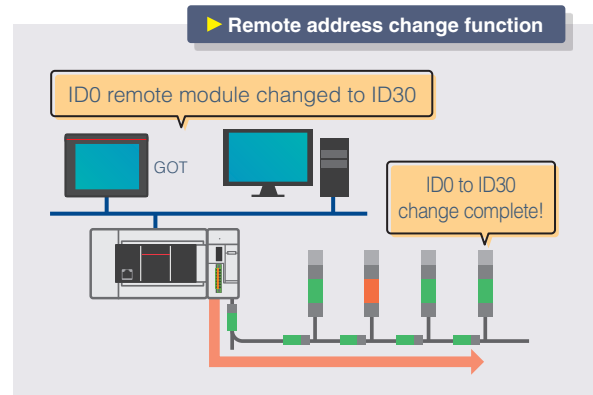 Remote address change function
ID0 remote module changed to ID30
GOT
ID0 to ID30
change complete!